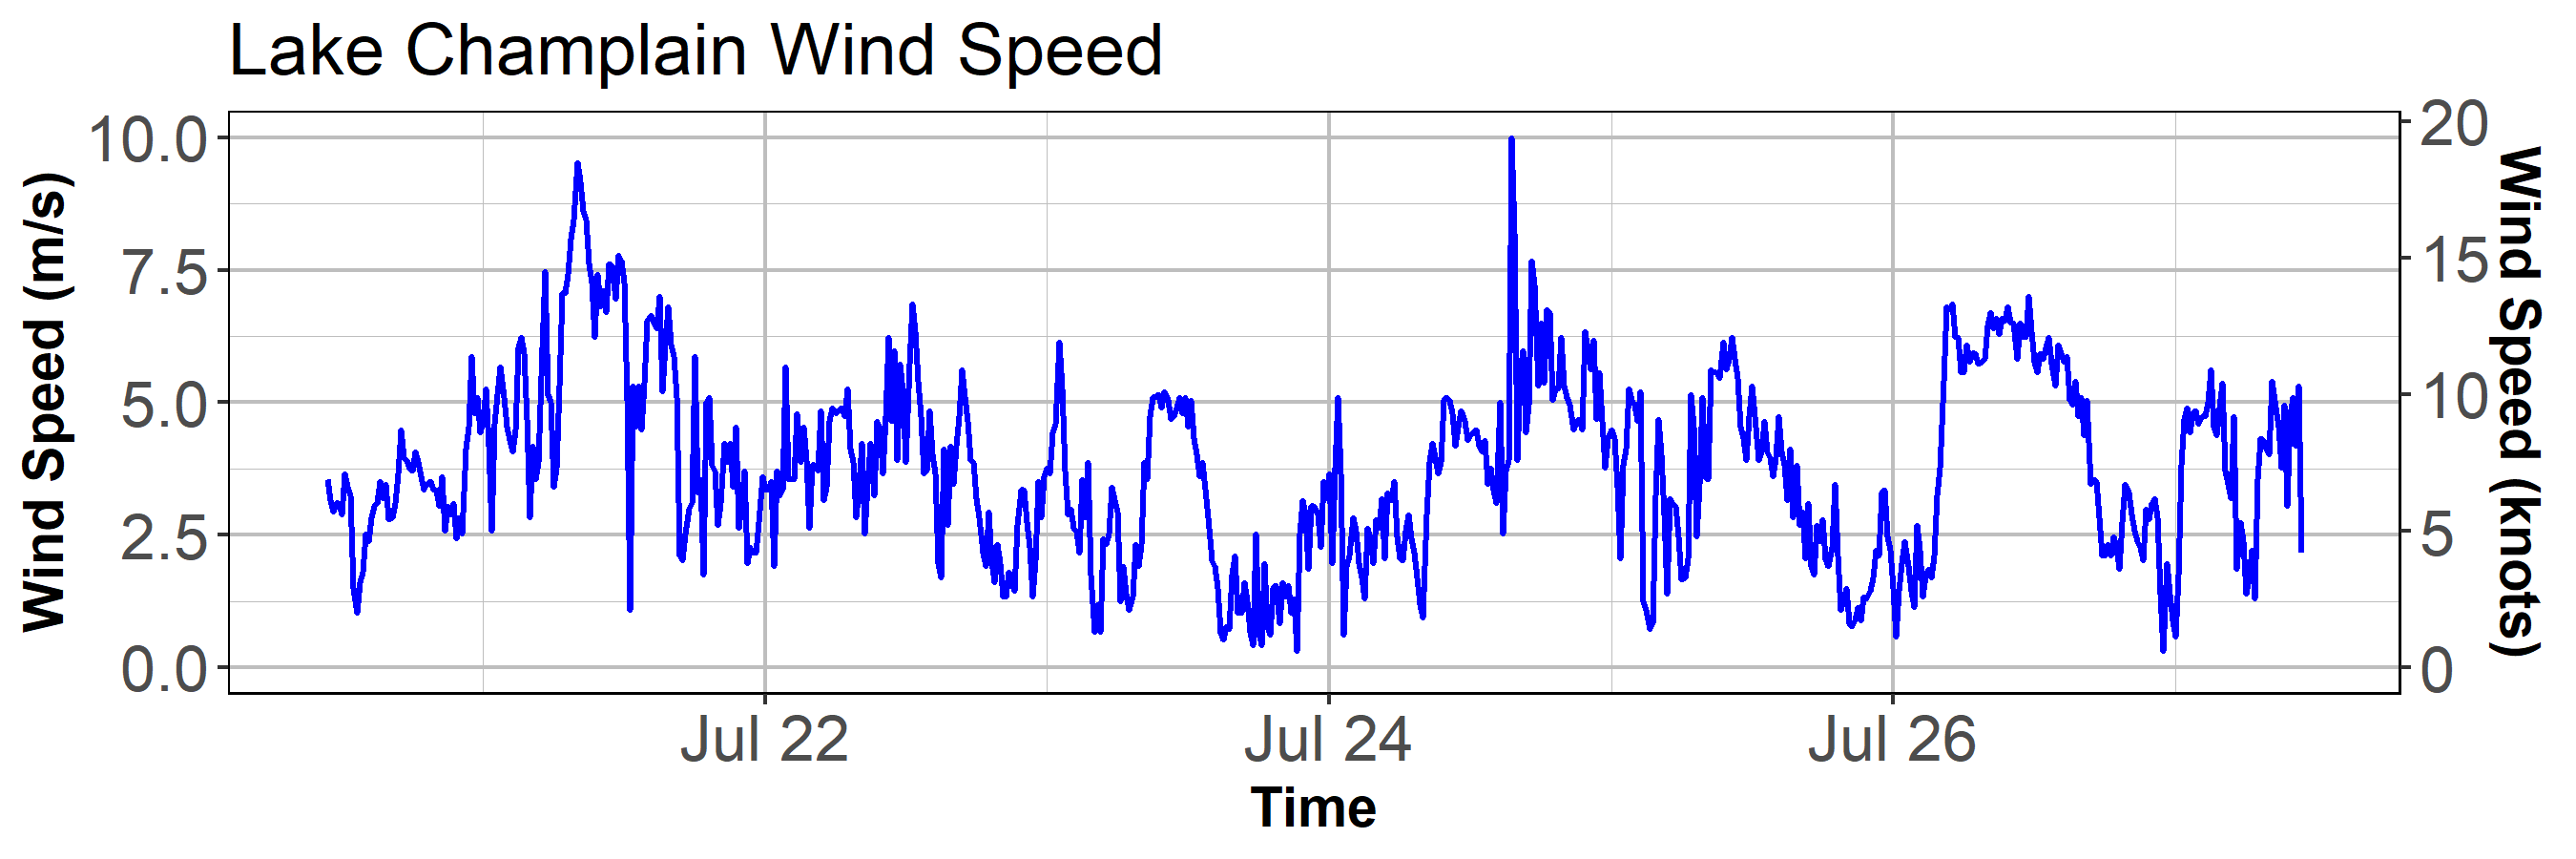 Lake Champlain Wind Speed
10.0
7.5
5.0
2.5
0.0
Wind Speed (m/s)
20
15
10
5
0
Wind Speed (knots)
Jul 22
Jul 24
Jul 26
Time